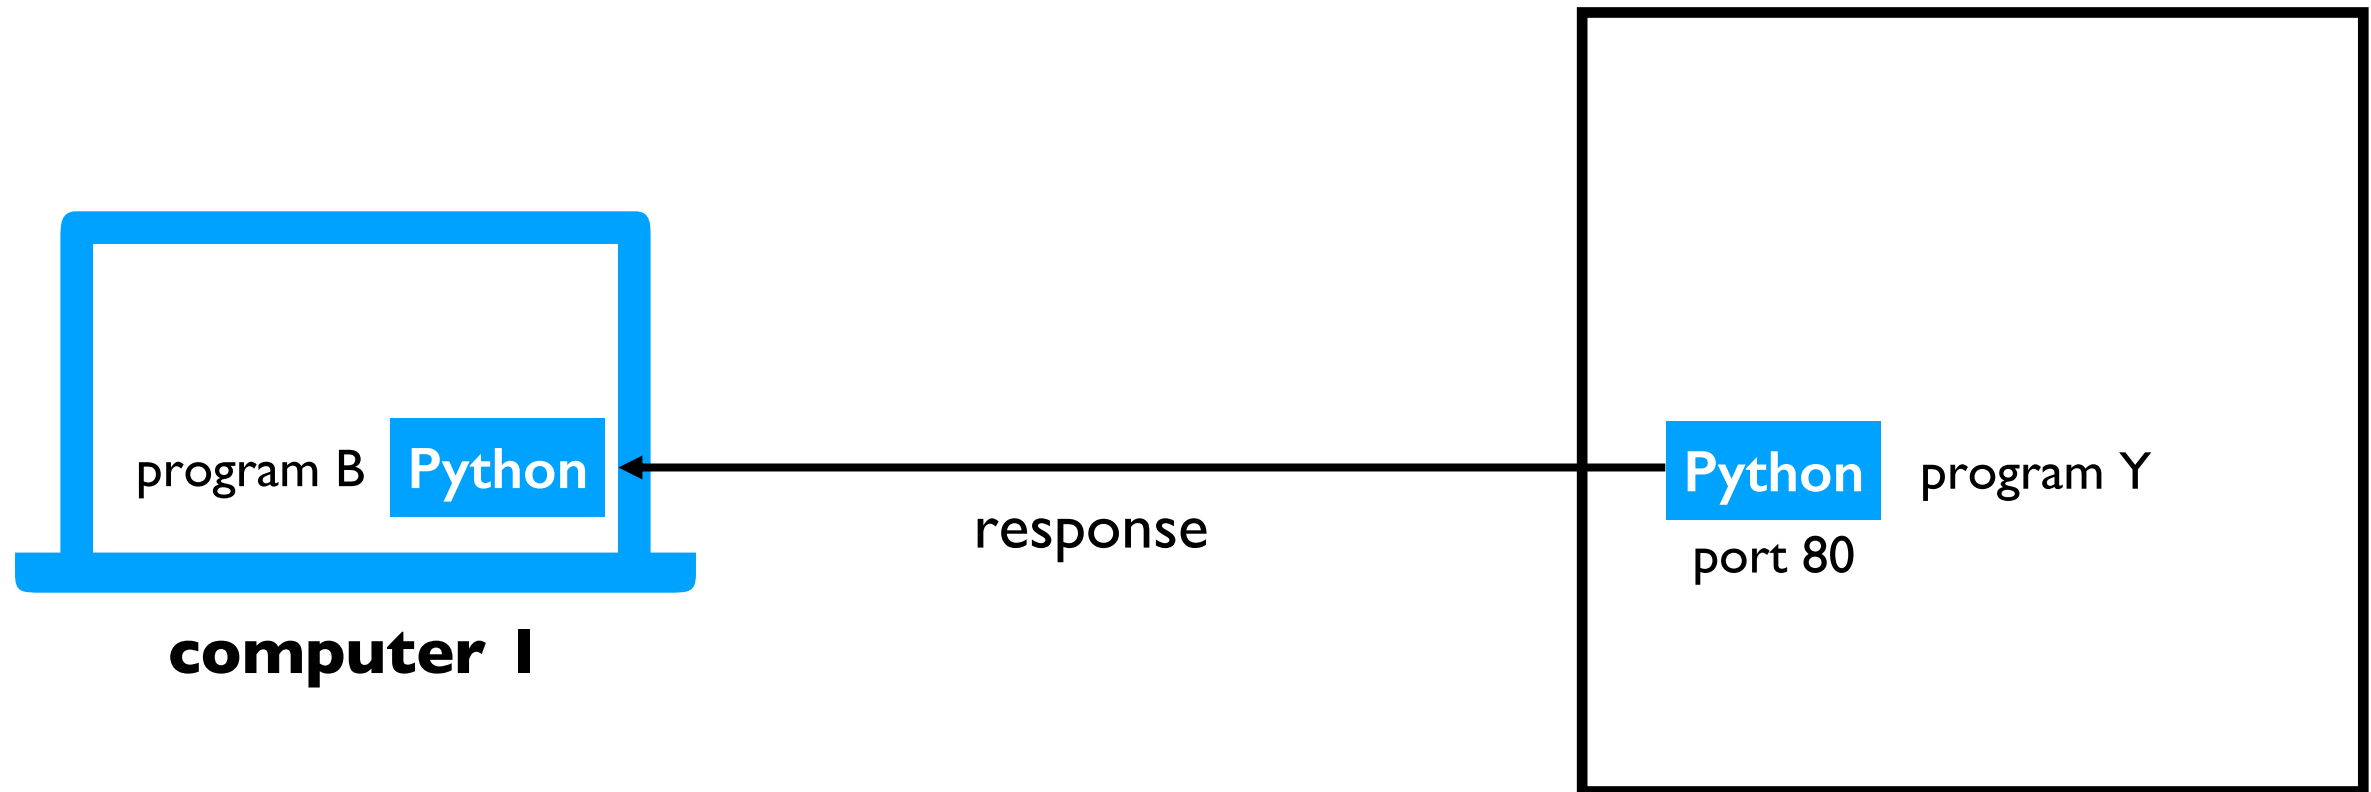 program B
Python
response
Python
program Y
port 80
computer 1